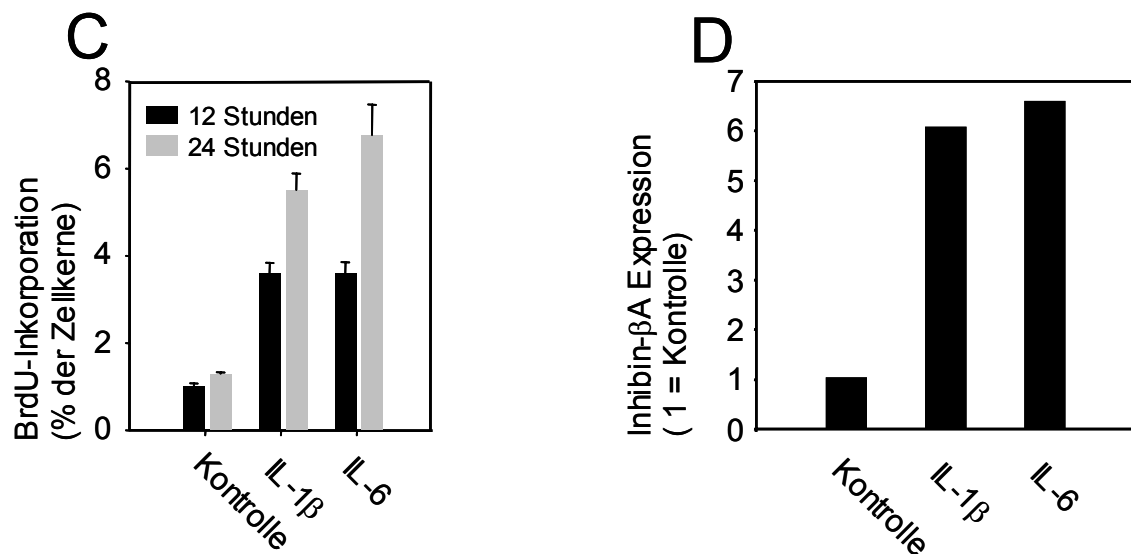 C
BrdU-Inkorporation
(% der Zellkerne)
8
6
4
2
0
12 Stunden
24 Stunden
Kontrolle
IL-1β
IL-6
D
Inhibin-βA Expression
( 1 = Kontrolle)
7
6
5
4
3
2
1
0
Kontrolle
IL-1β
IL-6